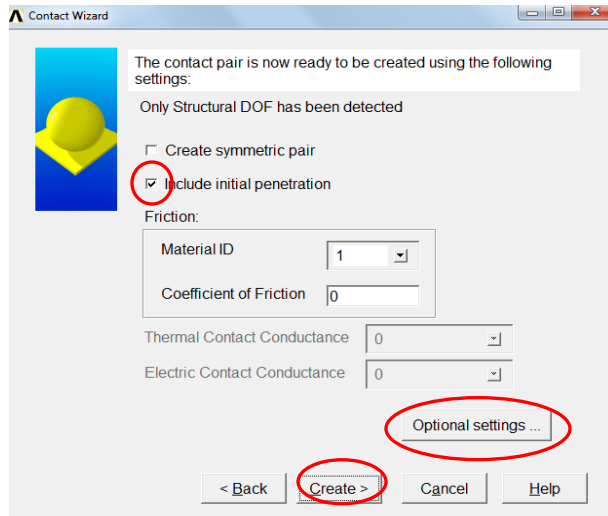 Contact Wizard
The contact pair is now ready to be created using the following
settings:
Only Structural DOF has been detected
Create symmetric pair
Include initial penetration
Friction:
Material ID 1
Coefficient of Friction 0
Thermal Contact Conductance 0
Electric Contact Conductance 0
Optional settings ...
< Back Create > Cancel Help